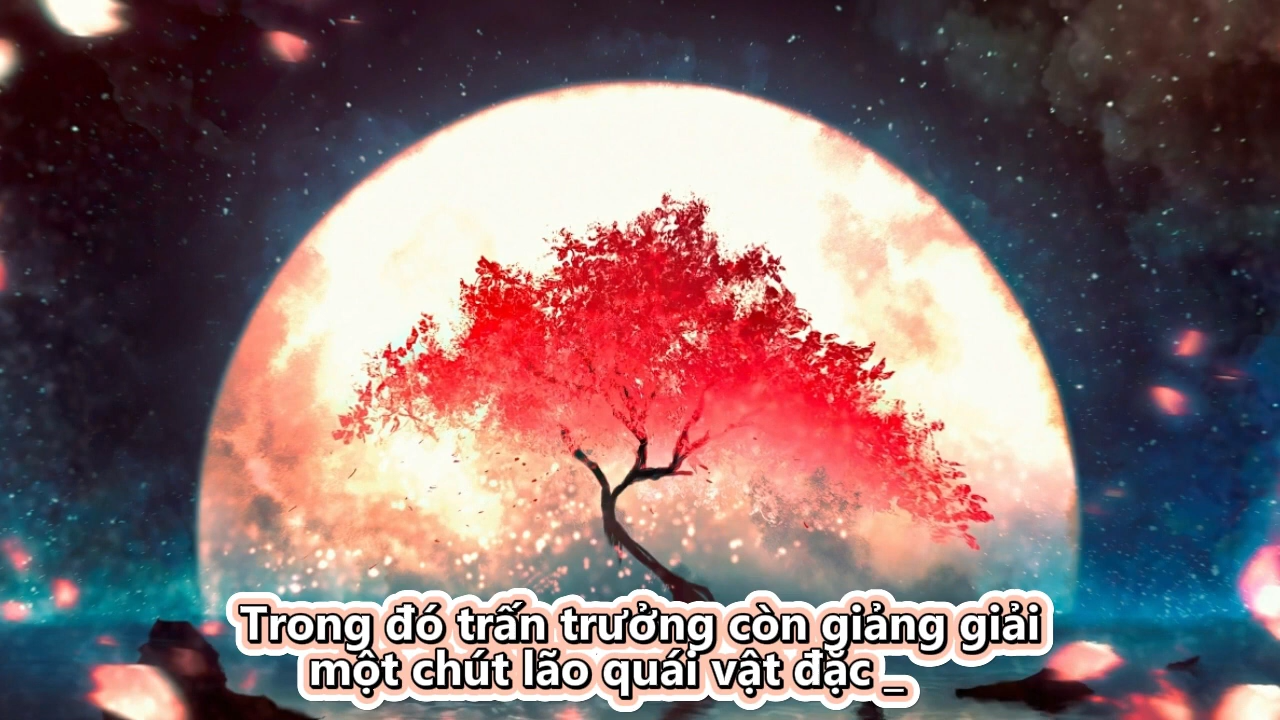 Trong đó trấn trưởng còn giảng giải
một chút lão quái vật đặc _